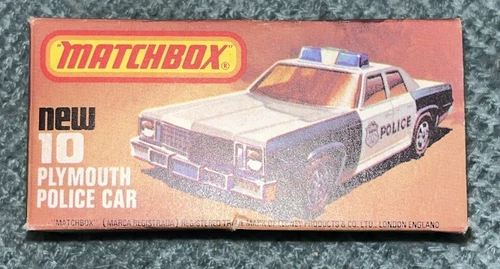 "MATCHBOX"®
new
10
PLYMOUTH
POLICE CAR
POLICE
"MATCHBOX" (MARCA REGISTRADA) REGISTERED TRADE MARK OF LESNEY PRODUCTS & CO. LTD., LONDON ENGLAND